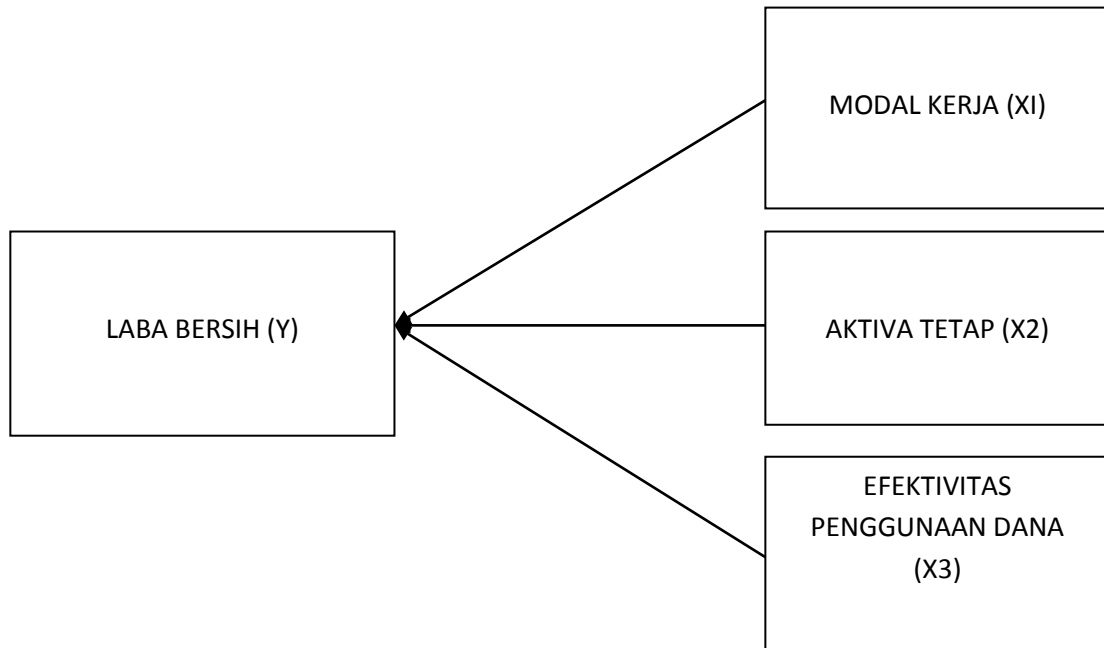 MODAL KERJA (XI)
LABA BERSIH (Y)
AKTIVA TETAP (X2)
EFEKTIVITAS
PENGGUNAAN DANA
(X3)